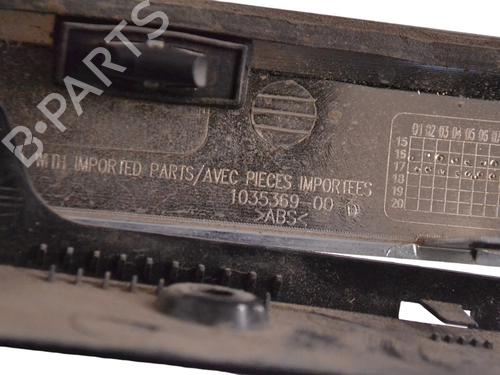 B-PARTS
WITH IMPORTED PARTS/AVEC PIECES IMPORTEES
1035369-00 D
>ABS<
01 02 03 04 05 06
15
16
17
18
19
20